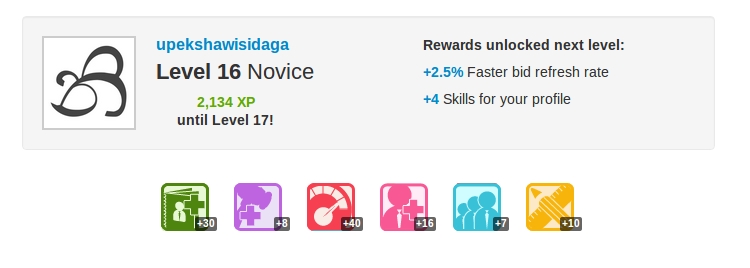 upekshawisidaga
Level 16 Novice
2,134 XP
until Level 17!
Rewards unlocked next level:
+2.5% Faster bid refresh rate
+4 Skills for your profile
+30 +8 +40 +16 +7 +10